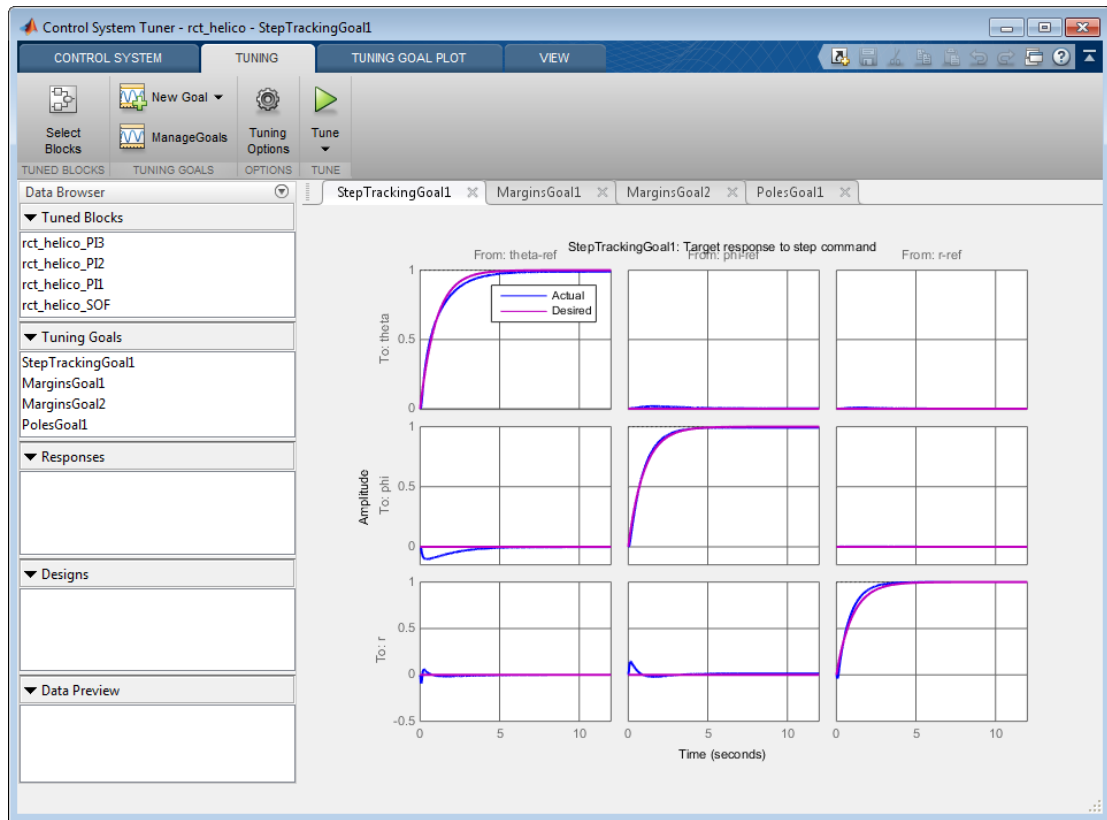 Control System Tuner - rct_helico - StepTrackingGoal1
CONTROL SYSTEM TUNING TUNING GOAL PLOT VIEW
New Goal
ManageGoals
Select Blocks
Tuning Options
Tune
TUNED BLOCKS TUNING GOALS OPTIONS TUNE
Data Browser
StepTrackingGoal1 MarginsGoal1 MarginsGoal2 PolesGoal1
Tuned Blocks
rct_helico_PI3
rct_helico_PI2
rct_helico_PI1
rct_helico_SOF
Tuning Goals
StepTrackingGoal1
MarginsGoal1
MarginsGoal2
PolesGoal1
Responses
Designs
Data Preview
StepTrackingGoal1: Target response to step command
From: theta-ref From: phi-ref From: r-ref
Actual
Desired
To: theta
1
0.5
0
Amplitude
To: phi
1
0.5
0
To: r
1
0.5
0
-0.5
0 5 10 0 5 10 0 5 10
Time (seconds)